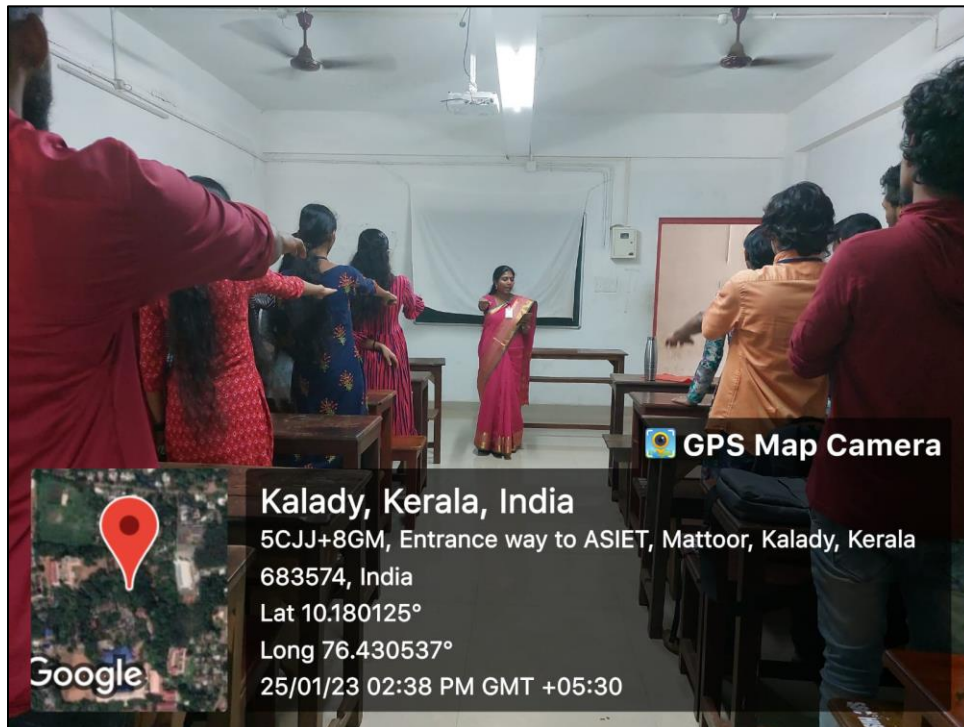 GPS Map Camera
Kalady, Kerala, India
5CJJ+8GM, Entrance way to ASIET, Mattoor, Kalady, Kerala
683574, India
Lat 10.180125°
Long 76.430537°
25/01/23 02:38 PM GMT +05:30
Google